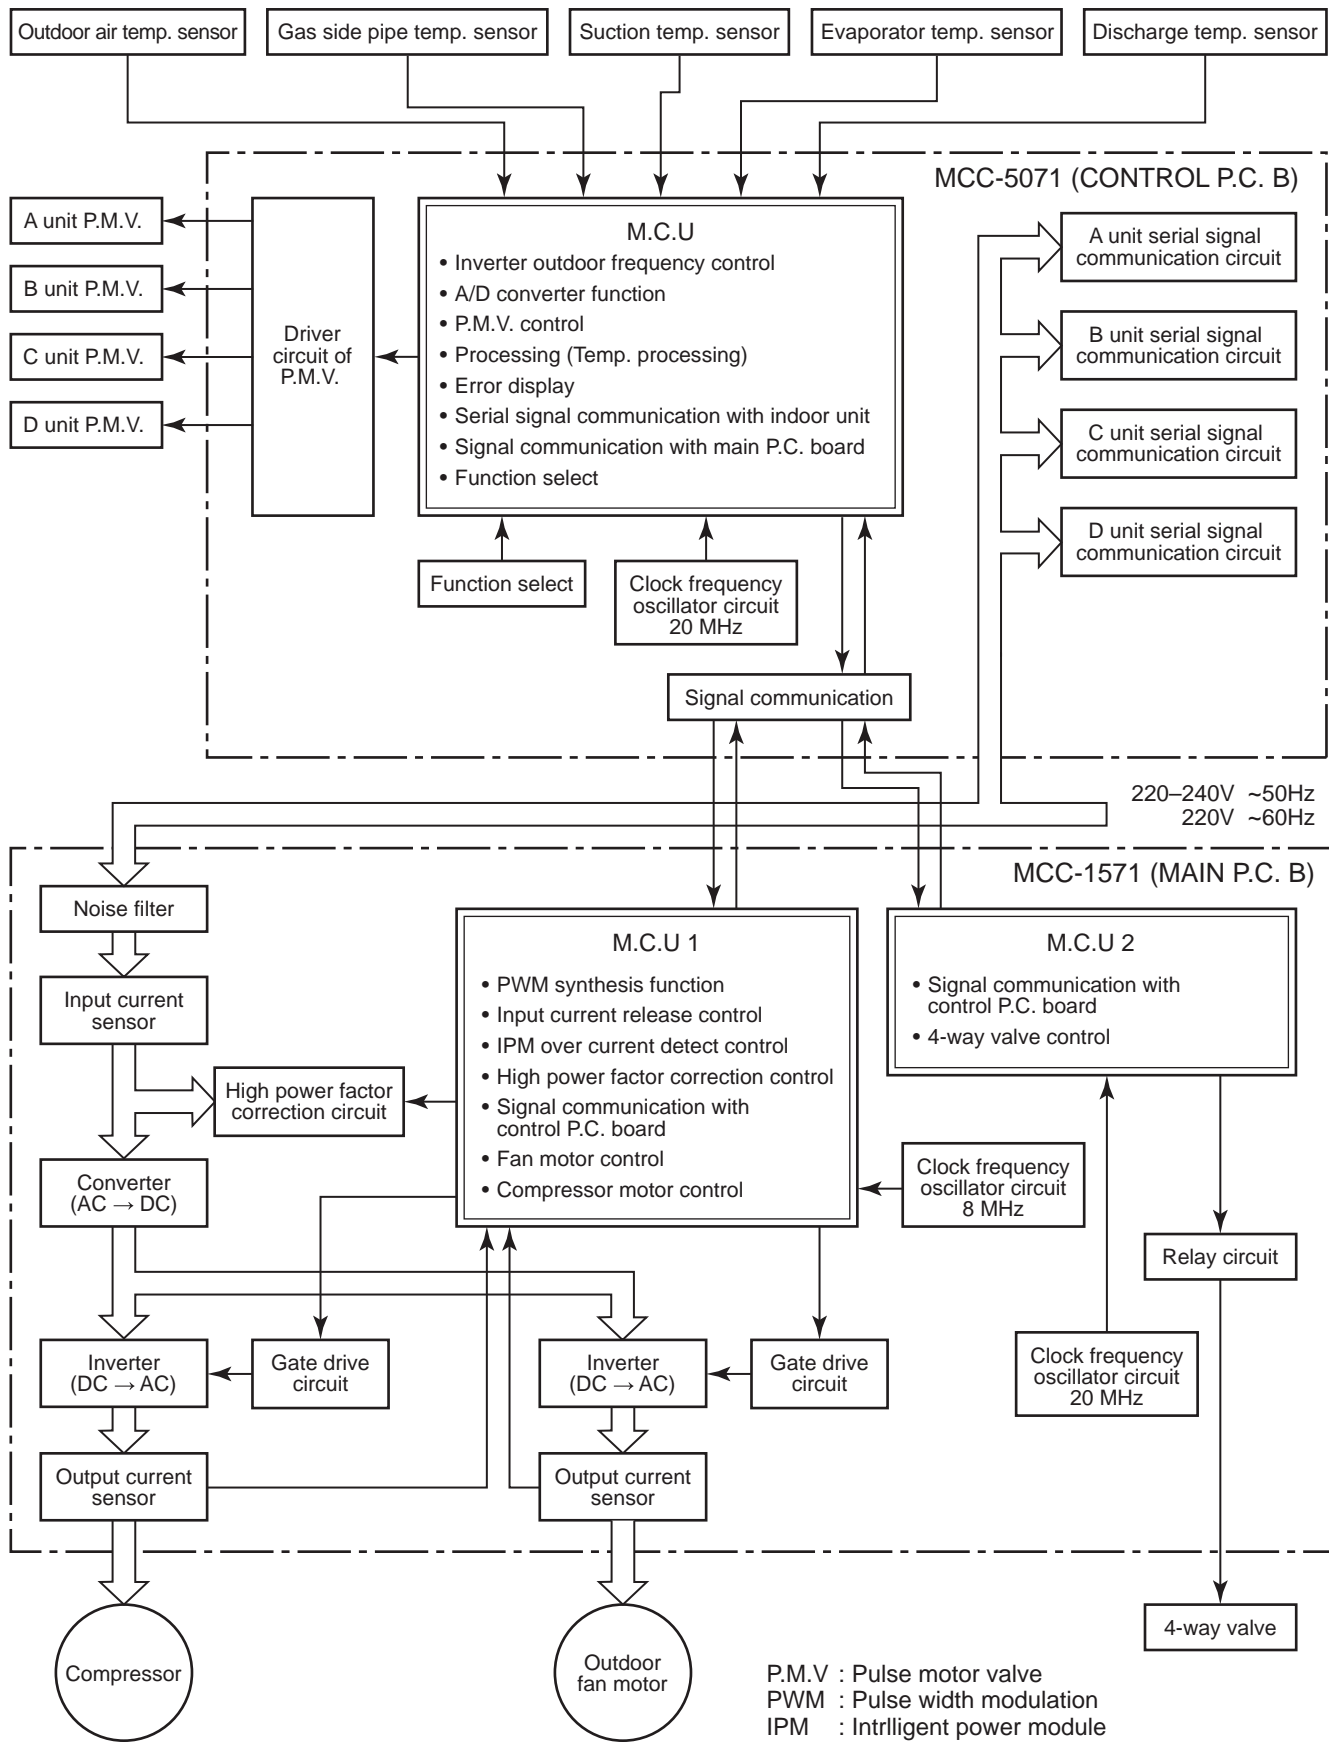 Outdoor air temp. sensor
Gas side pipe temp. sensor
Suction temp. sensor
Evaporator temp. sensor
Discharge temp. sensor
MCC-5071 (CONTROL P.C. B)
A unit P.M.V.
B unit P.M.V.
C unit P.M.V.
D unit P.M.V.
Driver
circuit of
P.M.V.
M.C.U
• Inverter outdoor frequency control
• A/D converter function
• P.M.V. control
• Processing (Temp. processing)
• Error display
• Serial signal communication with indoor unit
• Signal communication with main P.C. board
• Function select
A unit serial signal
communication circuit
B unit serial signal
communication circuit
C unit serial signal
communication circuit
D unit serial signal
communication circuit
Function select
Clock frequency
oscillator circuit
20 MHz
Signal communication
220–240V ~50Hz
220V ~60Hz
MCC-1571 (MAIN P.C. B)
Noise filter
Input current
sensor
High power factor
correction circuit
Converter
(AC → DC)
M.C.U 1
• PWM synthesis function
• Input current release control
• IPM over current detect control
• High power factor correction control
• Signal communication with
control P.C. board
• Fan motor control
• Compressor motor control
M.C.U 2
• Signal communication with
control P.C. board
• 4-way valve control
Clock frequency
oscillator circuit
8 MHz
Relay circuit
Inverter
(DC → AC)
Gate drive
circuit
Inverter
(DC → AC)
Gate drive
circuit
Clock frequency
oscillator circuit
20 MHz
Output current
sensor
Output current
sensor
Compressor
Outdoor
fan motor
4-way valve
P.M.V : Pulse motor valve
PWM : Pulse width modulation
IPM : Intrlligent power module